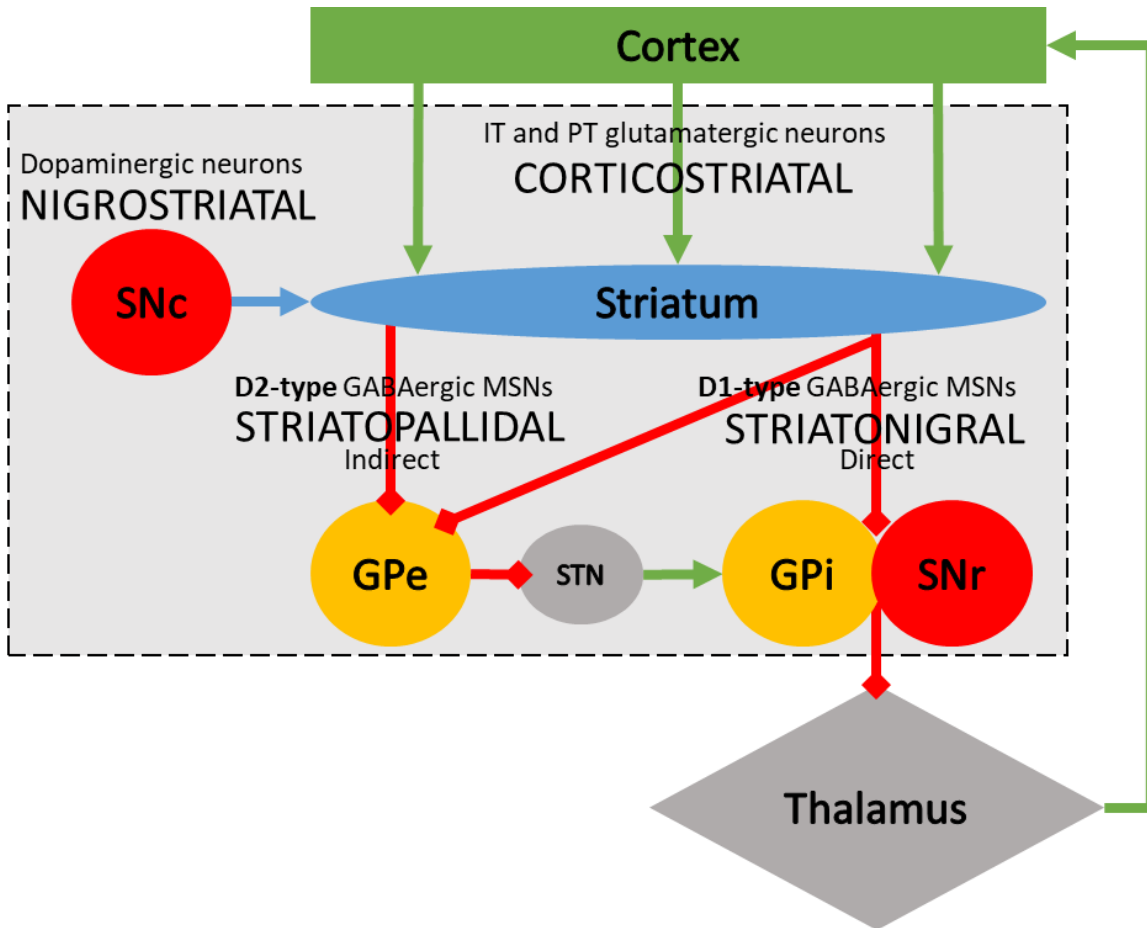 Cortex
IT and PT glutamatergic neurons
CORTICOSTRIATAL
Dopaminergic neurons
NIGROSTRIATAL
SNc
Striatum
D2-type GABAergic MSNs
STRIATOPALLIDAL
Indirect
D1-type GABAergic MSNs
STRIATONIGRAL
Direct
GPe
STN
GPi
SNr
Thalamus